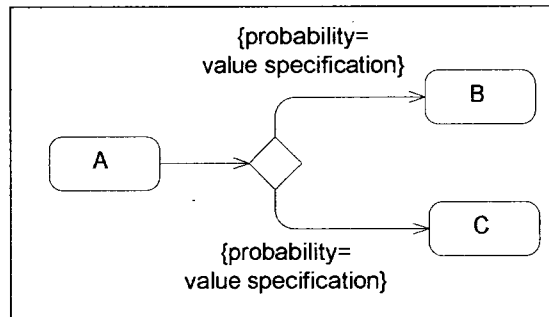 {probability=
value specification}
B
A
C
{probability=
value specification}